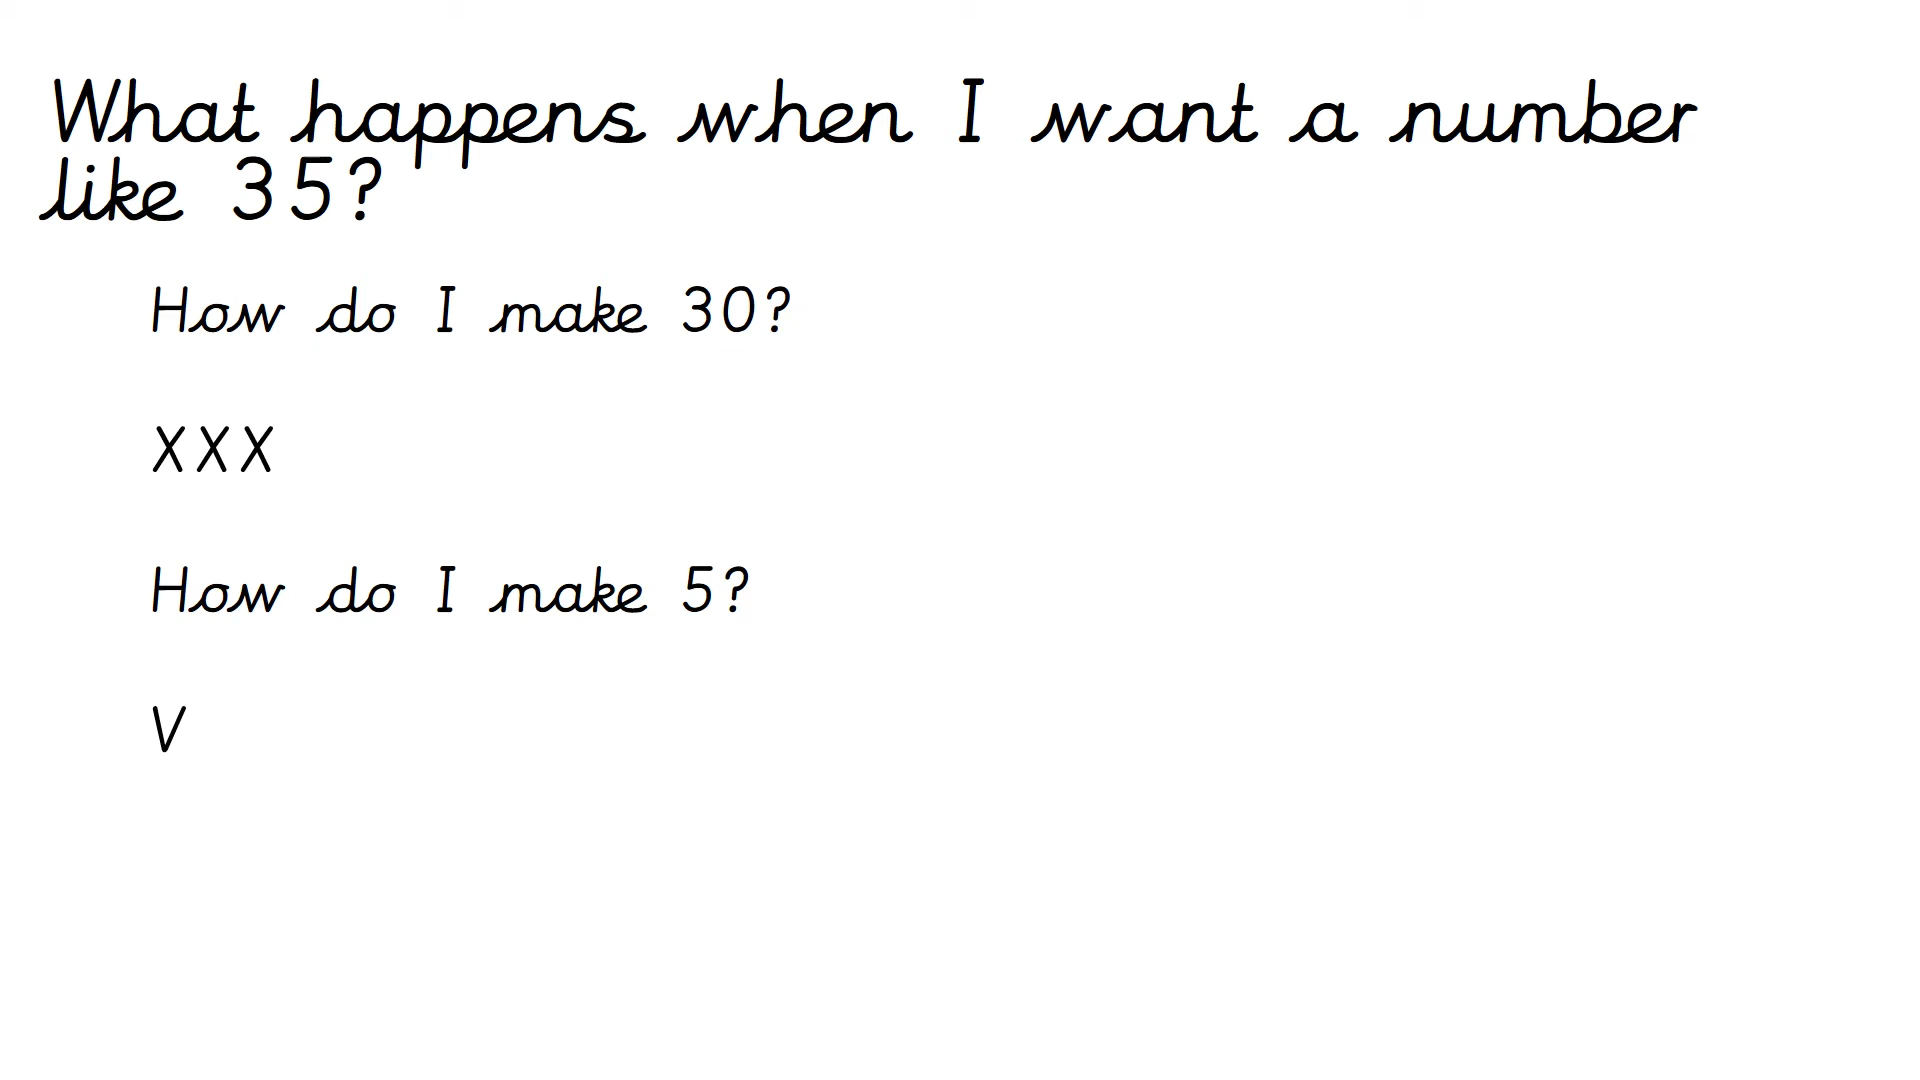 What happens when I want a number
like 35?
How do I make 30?
XXX
How do I make 5?
V